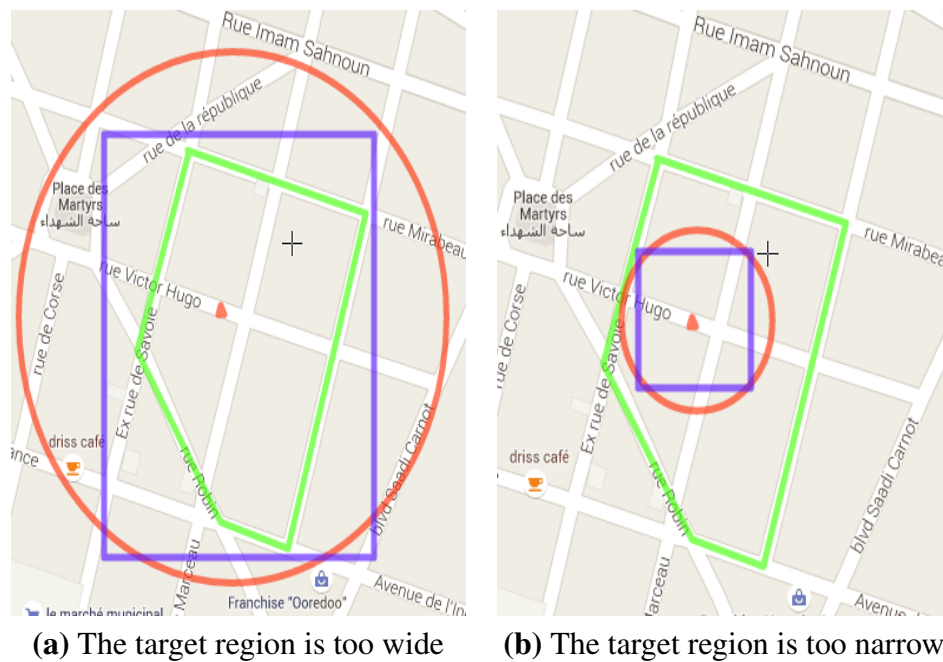 Rue Imam Sahnoun
rue de la république
Place des
Martyrs
ساحة الشهداء
rue Mirabeau
rue Victor Hugo
rue de Corse
Ex rue de Savoie
driss café
ance
rue Robin
blvd Saadi Carnot
Marceau
Franchise "Ooredoo"
Avenue de l'In
le marché municipal
(a) The target region is too wide
Rue Imam Sahnoun
rue de la république
Place des
Martyrs
ساحة الشهداء
rue Mirabea
rue Victor Hugo
rue de Corse
Ex rue de Savoie
driss café
rue Robin
blvd Saadi Carnot
Marceau
Avenue
(b) The target region is too narrow